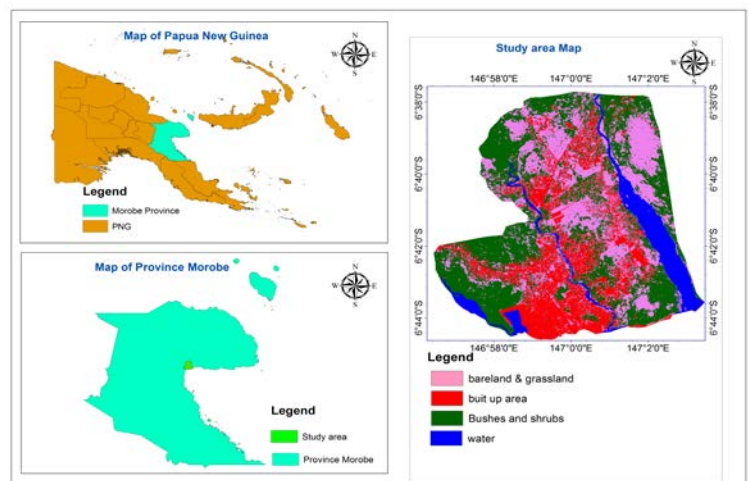 Map of Papua New Guinea
N
W E
S
Legend
Morobe Province
PNG
Map of Province Morobe
N
W E
S
Legend
Study area
Province Morobe
Study area Map
N
W E
S
146°58'0"E 147°0'0"E 147°2'0"E
6°38'0"S 6°38'0"S
6°40'0"S 6°40'0"S
6°42'0"S 6°42'0"S
6°44'0"S 6°44'0"S
146°58'0"E 147°0'0"E 147°2'0"E
Legend
bareland & grassland
buit up area
Bushes and shrubs
water